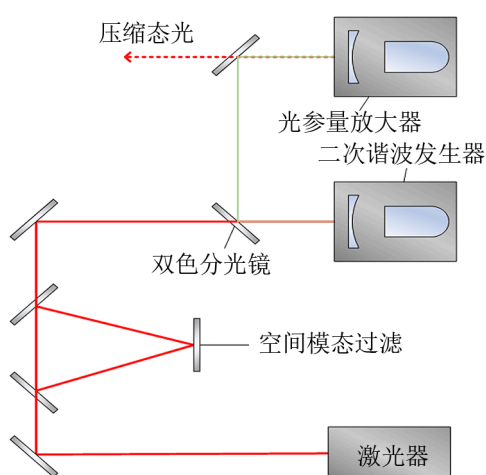 压缩态光
光参量放大器
二次谐波发生器
双色分光镜
空间模态过滤
激光器